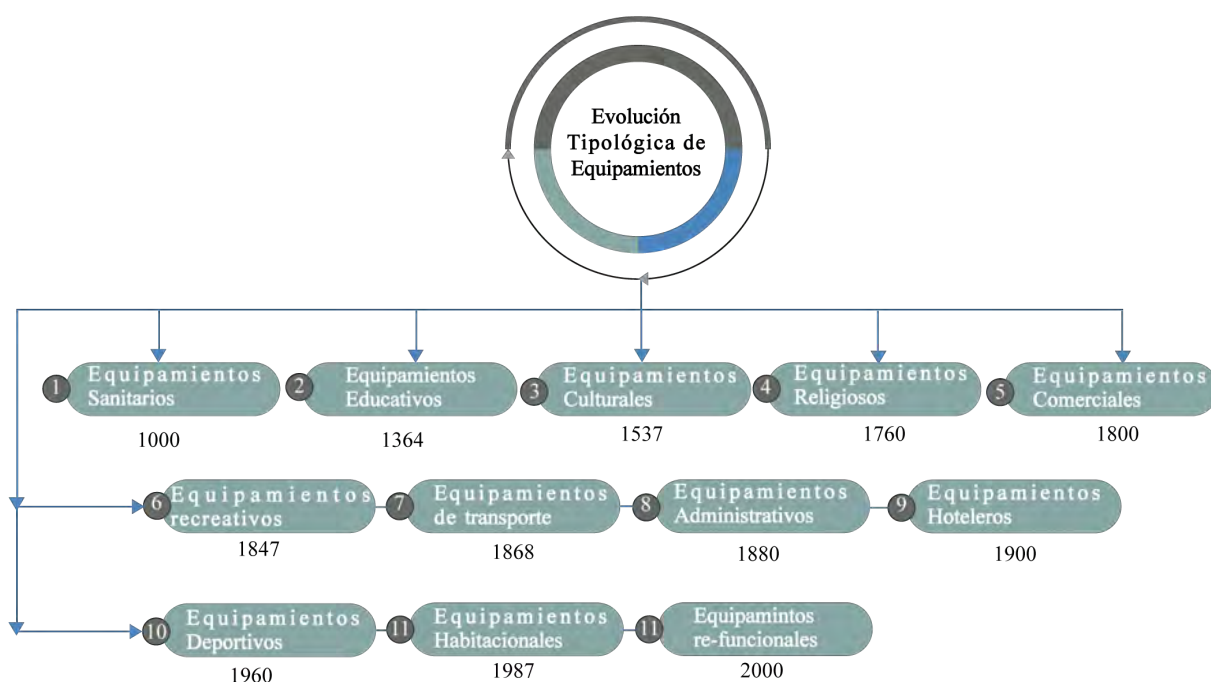 Evolución
Tipológica de
Equipamientos
1 Equipamientos
Sanitarios
1000
2 Equipamientos
Educativos
1364
3 Equipamientos
Culturales
1537
4 Equipamientos
Religiosos
1760
5 Equipamientos
Comerciales
1800
6 Equipamientos
recreativos
1847
7 Equipamientos
de transporte
1868
8 Equipamientos
Administrativos
1880
9 Equipamientos
Hoteleros
1900
10 Equipamientos
Deportivos
1960
11 Equipamientos
Habitacionales
1987
11 Equipamintos
re-funcionales
2000